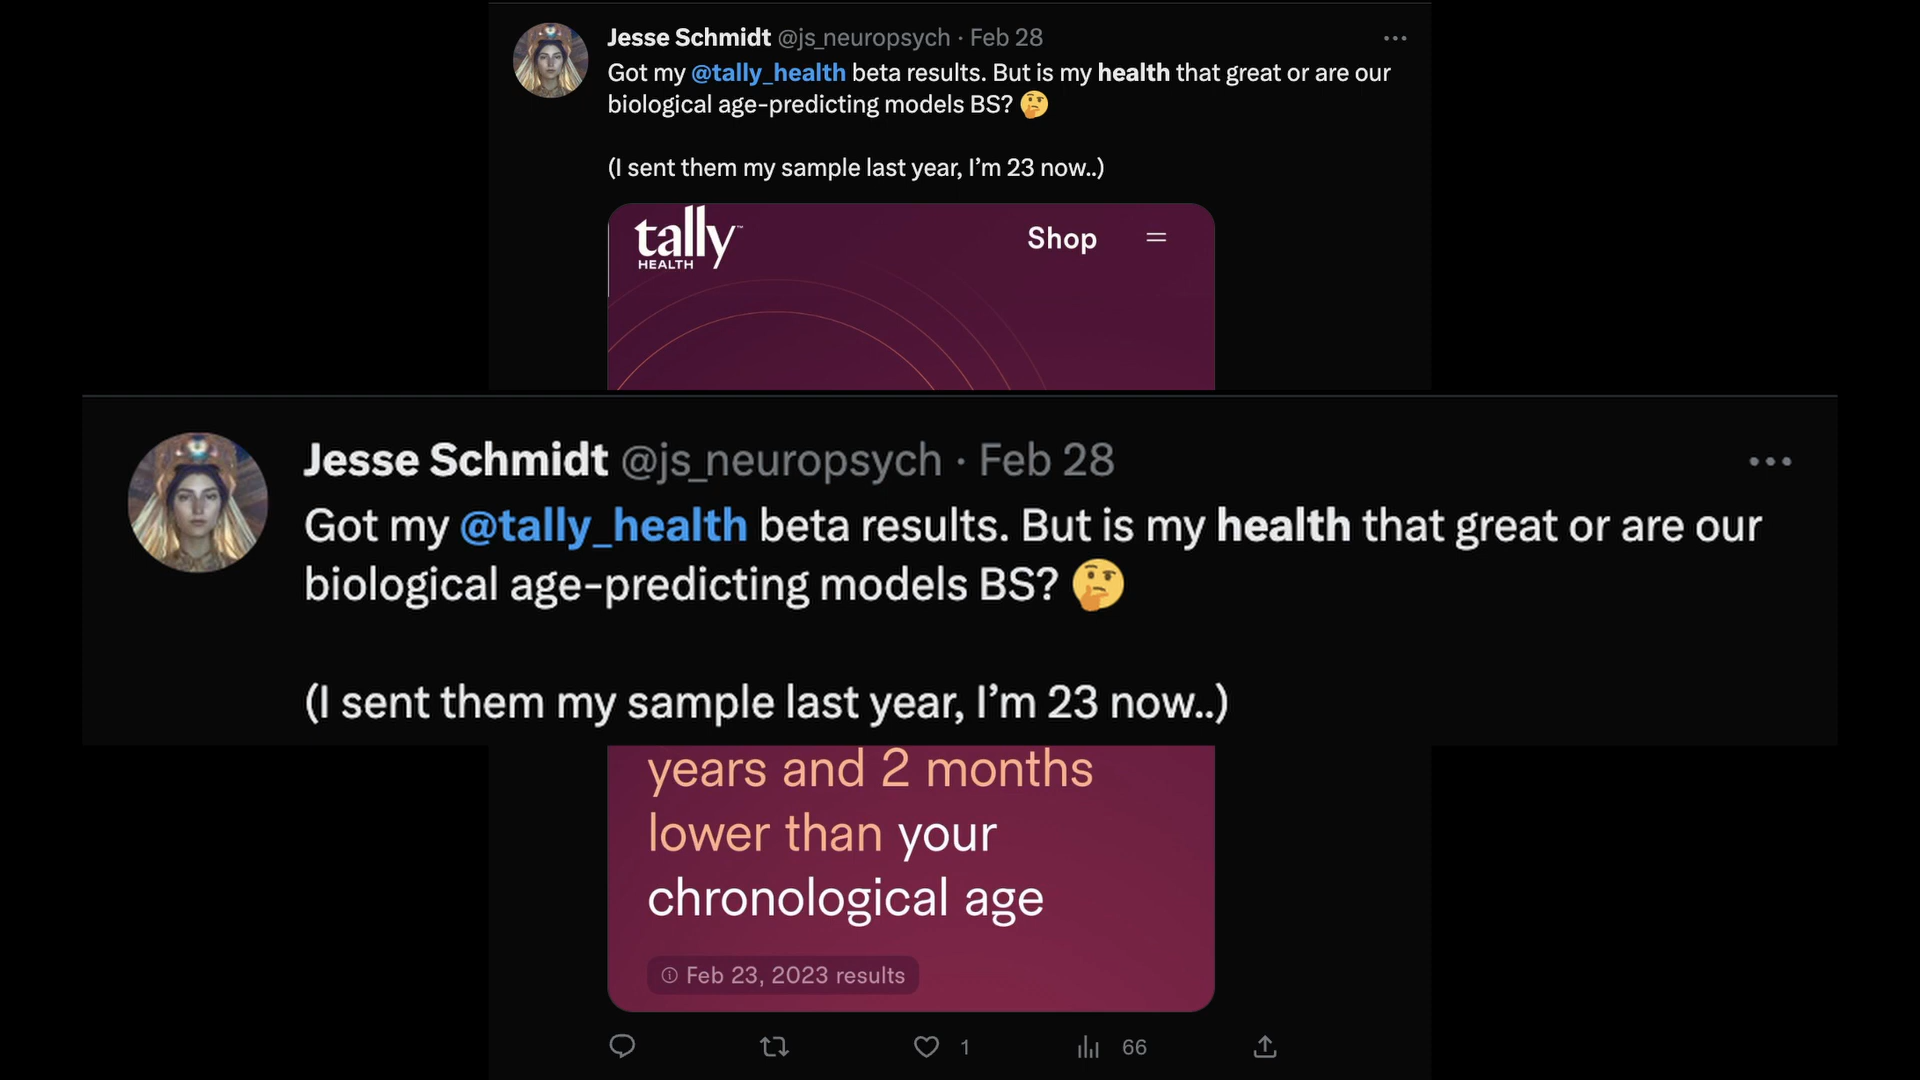 Jesse Schmidt @js_neuropsych · Feb 28
Got my @tally_health beta results. But is my health that great or are our
biological age-predicting models BS? 🤔
(I sent them my sample last year, I’m 23 now..)
tally™
HEALTH
Shop
Jesse Schmidt @js_neuropsych · Feb 28
Got my @tally_health beta results. But is my health that great or are our
biological age-predicting models BS? 🤔
(I sent them my sample last year, I’m 23 now..)
years and 2 months
lower than your
chronological age
Feb 23, 2023 results
1
66